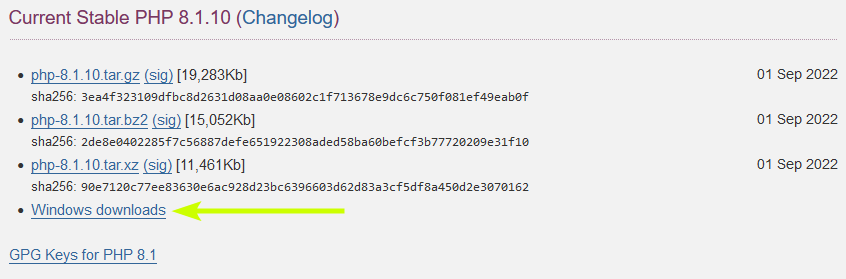 Current Stable PHP 8.1.10 (Changelog)
php-8.1.10.tar.gz (sig) [19,283Kb] 01 Sep 2022
sha256: 3ea4f323109dfbc8d2631d08aa0e08602c1f713678e9dc6c750f081ef49eab0f
php-8.1.10.tar.bz2 (sig) [15,052Kb] 01 Sep 2022
sha256: 2de8e0402285f7c56887defe651922308aded58ba60befcf3b77720209e31f10
php-8.1.10.tar.xz (sig) [11,461Kb] 01 Sep 2022
sha256: 90e7120c77ee83630e6ac928d23bc6396603d62d83a3cf5df8a450d2e3070162
Windows downloads
GPG Keys for PHP 8.1